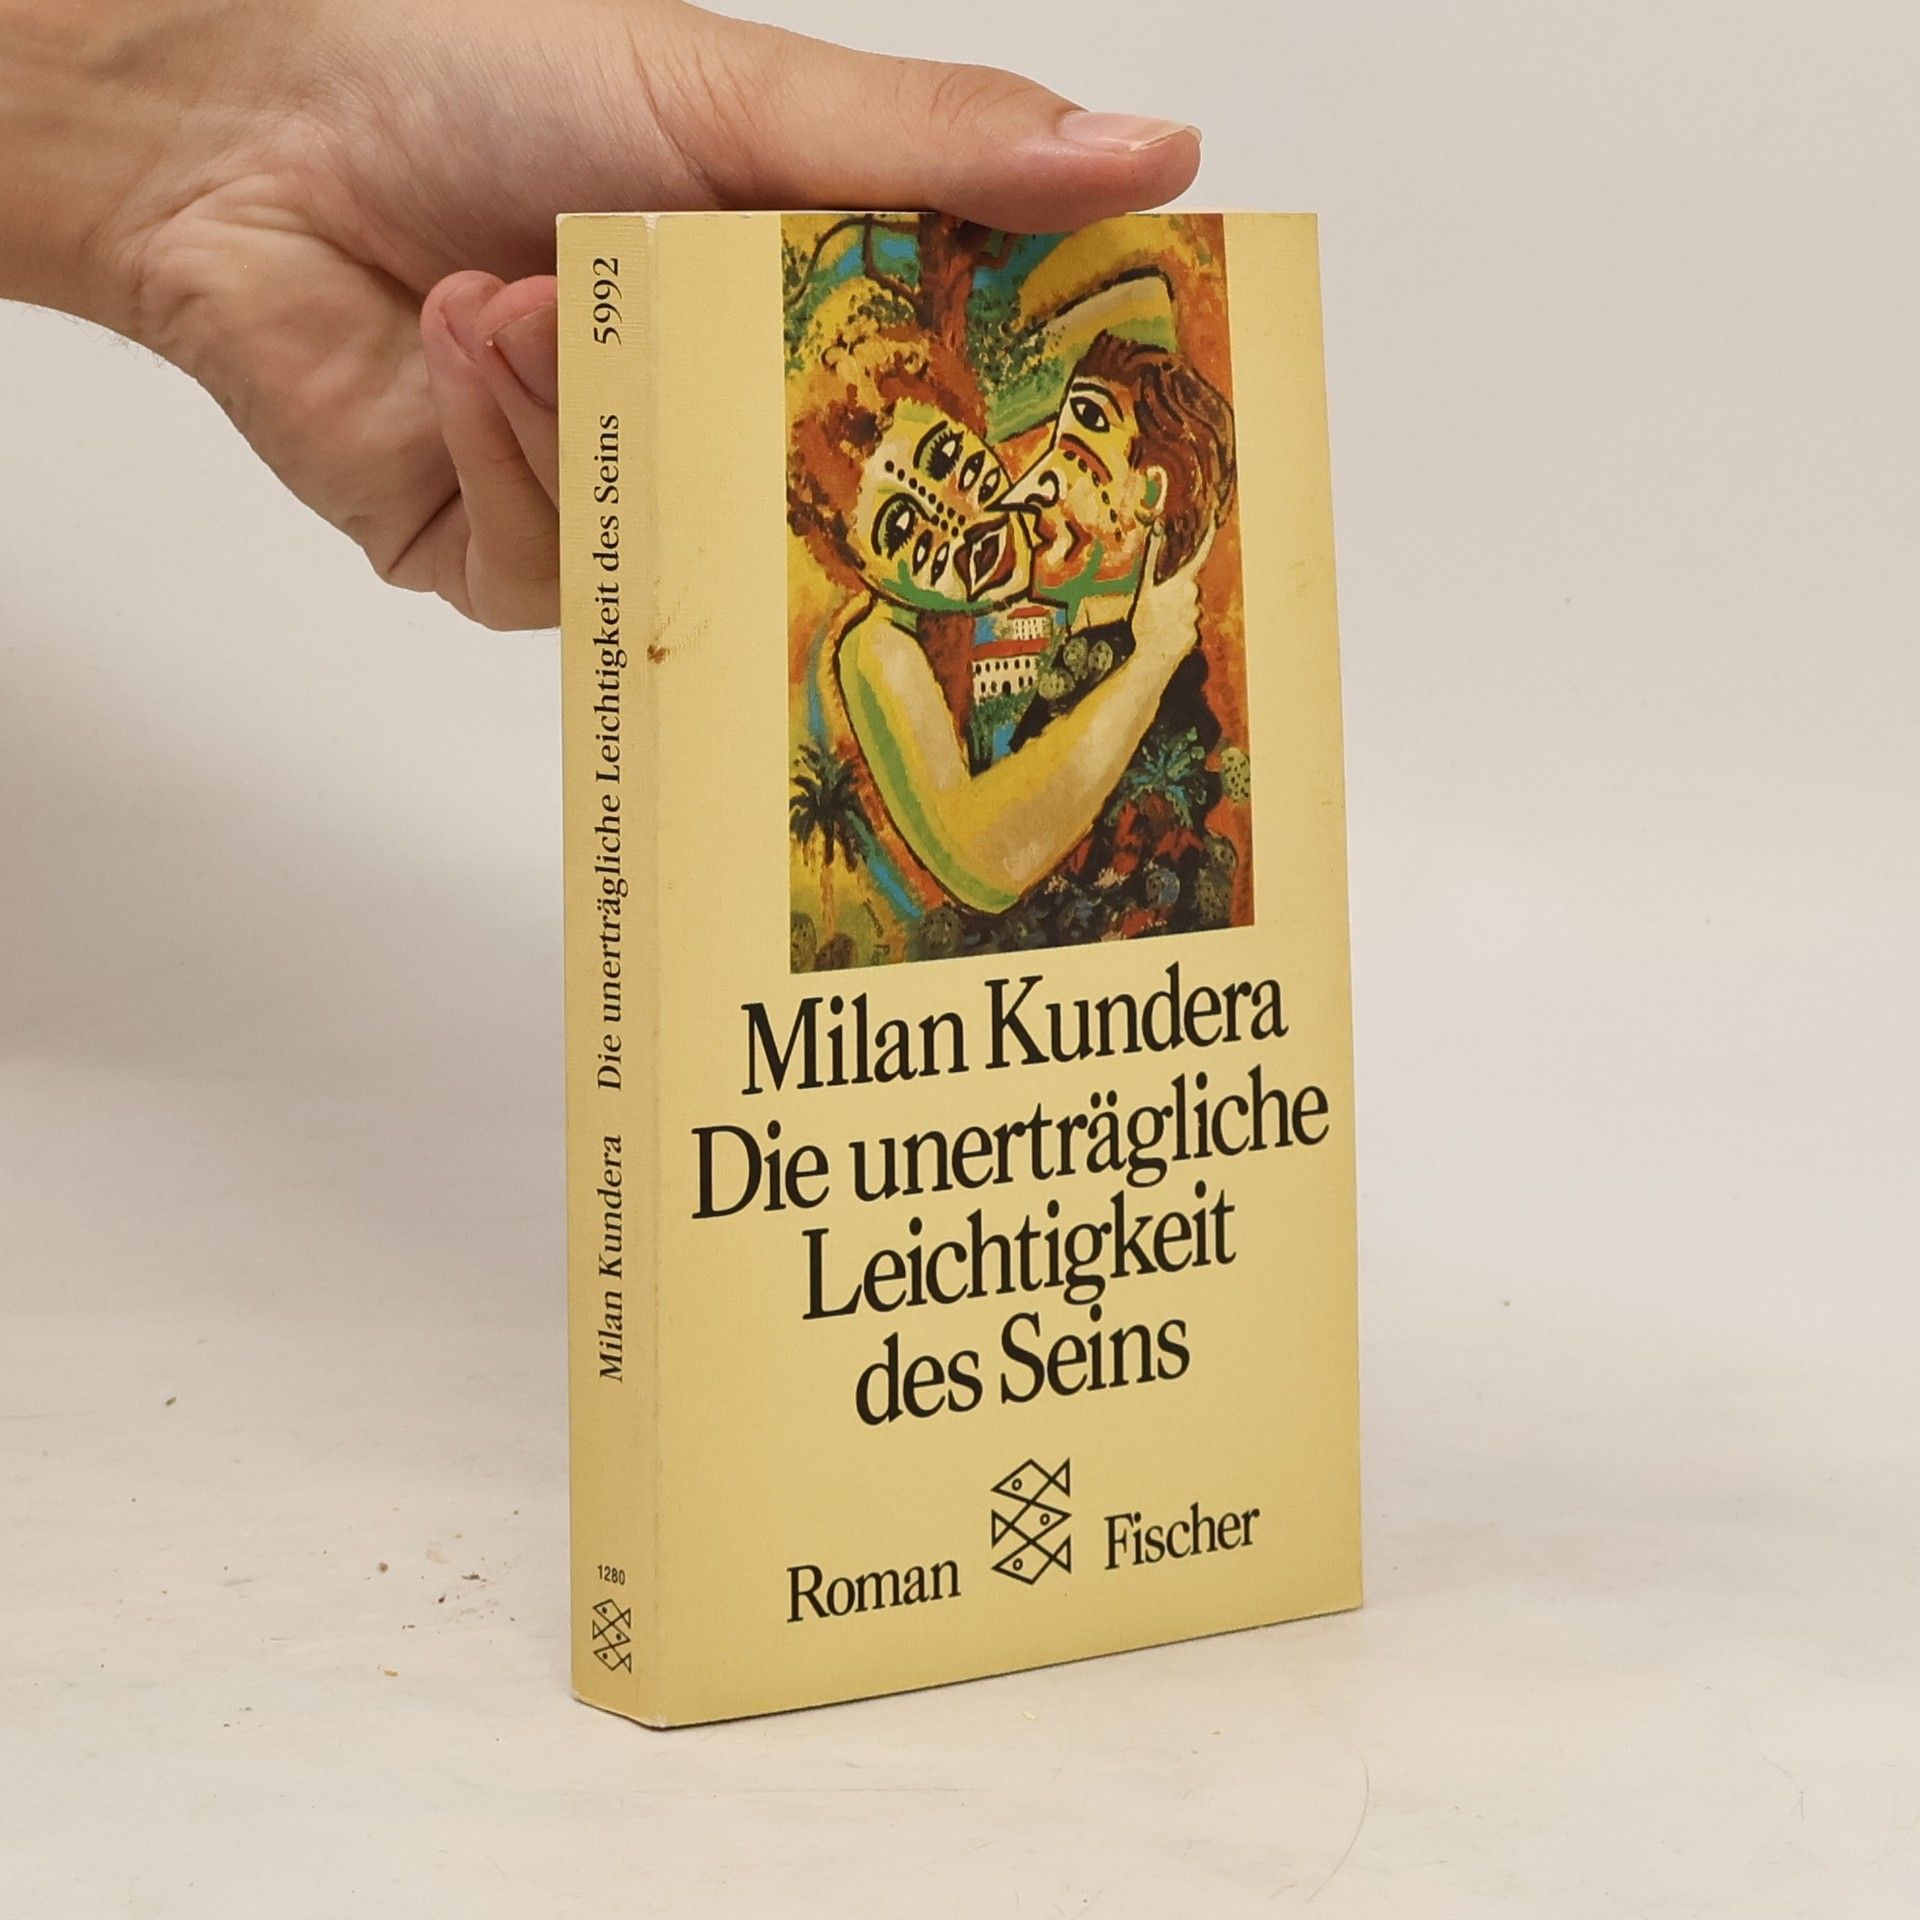 Milan Kundera Die unerträgliche Leichtigkeit des Seins 5992
1280
Milan Kundera
Die unerträgliche
Leichtigkeit
des Seins
Roman Fischer